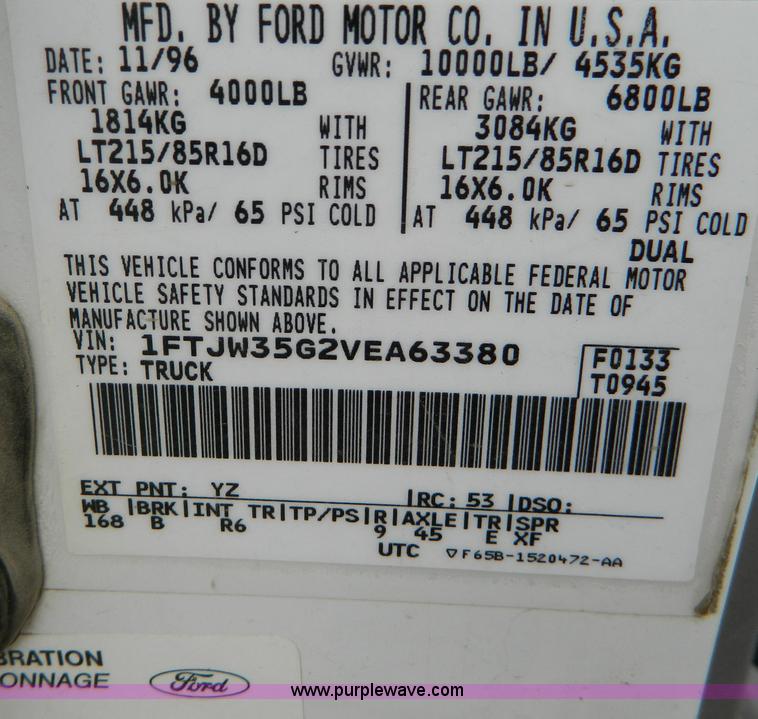 MFD. BY FORD MOTOR CO. IN U.S.A.
DATE: 11/96 GVWR: 10000LB/ 4535KG
FRONT GAWR: 4000LB REAR GAWR: 6800LB
1814KG WITH 3084KG WITH
LT215/85R16D TIRES LT215/85R16D TIRES
16X6.0K RIMS 16X6.0K RIMS
AT 448 kPa/ 65 PSI COLD AT 448 kPa/ 65 PSI COLD
DUAL
THIS VEHICLE CONFORMS TO ALL APPLICABLE FEDERAL MOTOR
VEHICLE SAFETY STANDARDS IN EFFECT ON THE DATE OF
MANUFACTURE SHOWN ABOVE.
VIN: 1FTJW35G2VEA63380 F0133
TYPE: TRUCK T0945
EXT PNT: YZ RC: 53 DSO:
WB BRK INT TR TP/PS R AXLE TR SPR
168 B R6 9 45 E XF
UTC ▽F65B-1520472-AA
BRATION
ONNAGE Ford
www.purplewave.com